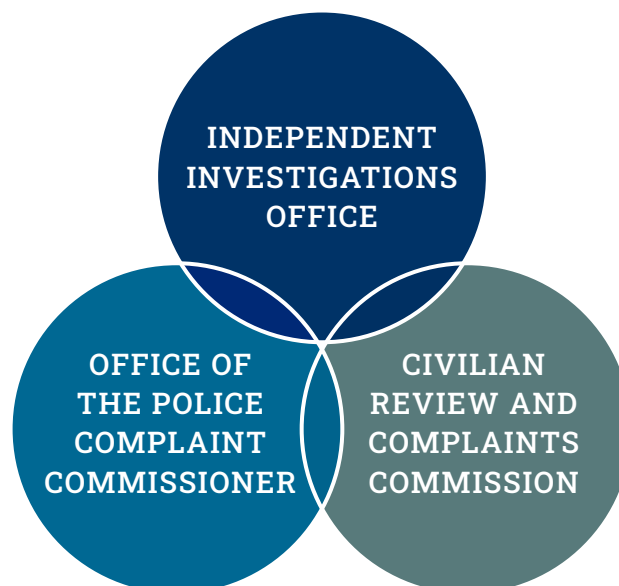 INDEPENDENT
INVESTIGATIONS
OFFICE
OFFICE OF
THE POLICE
COMPLAINT
COMMISSIONER
CIVILIAN
REVIEW AND
COMPLAINTS
COMMISSION